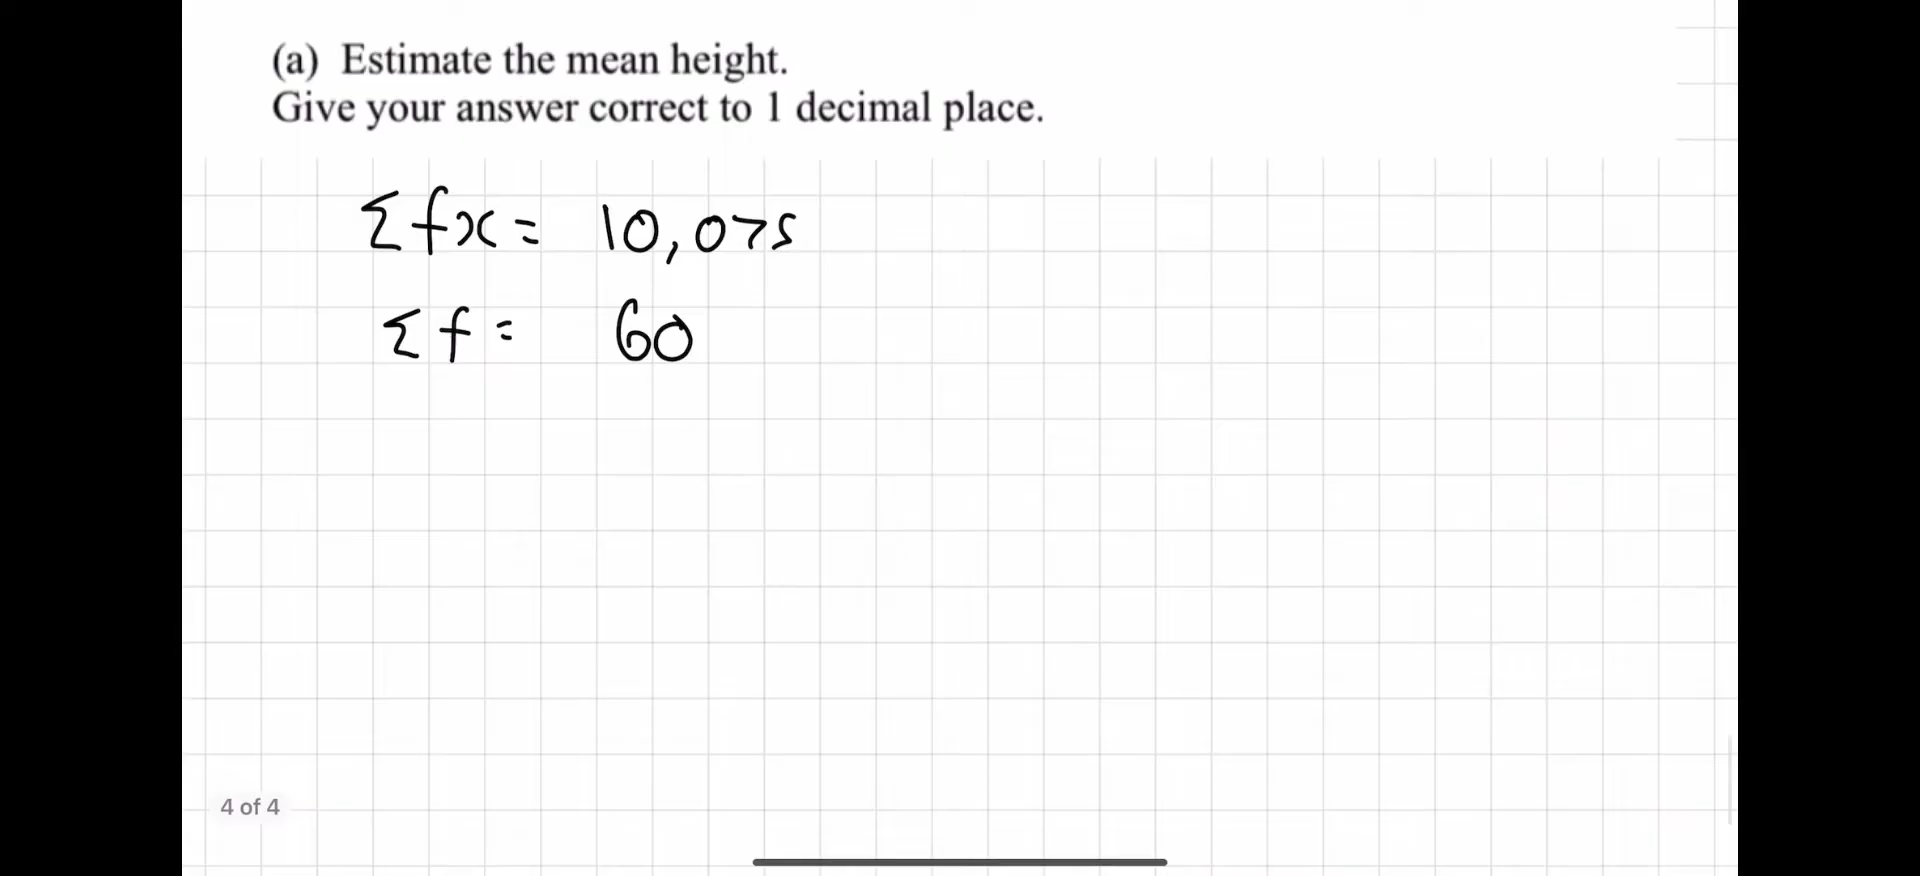 (a) Estimate the mean height.
Give your answer correct to 1 decimal place.
Σfx = 10,075
Σf = 60
4 of 4